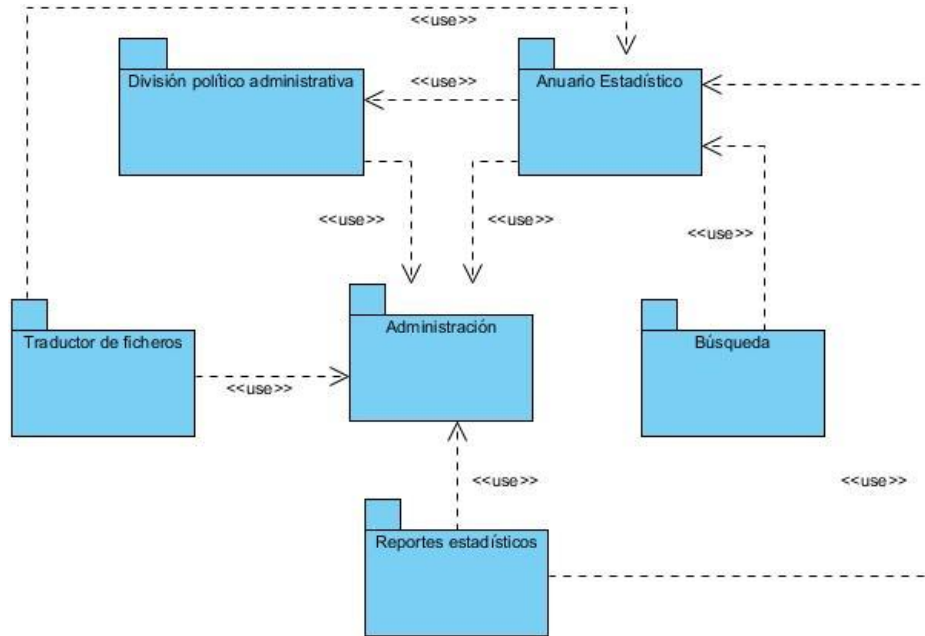 <<use>>
División político administrativa
<<use>>
Anuario Estadístico
<<use>>
<<use>>
<<use>>
Traductor de ficheros
Administración
Búsqueda
<<use>>
<<use>>
<<use>>
Reportes estadísticos